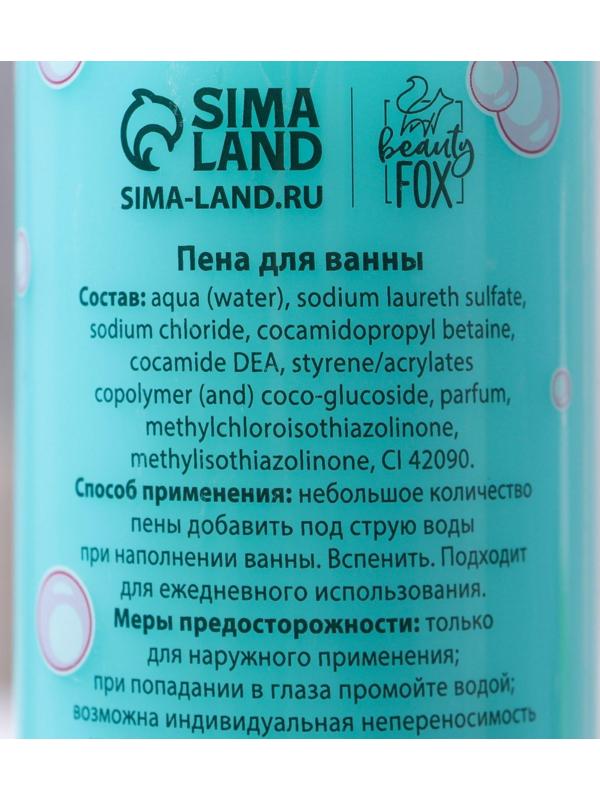 SIMA
LAND
SIMA-LAND.RU
beauty
FOX
Пена для ванны
Состав: aqua (water), sodium laureth sulfate,
sodium chloride, cocamidopropyl betaine,
cocamide DEA, styrene/acrylates
copolymer (and) coco-glucoside, parfum,
methylchloroisothiazolinone,
methylisothiazolinone, CI 42090.
Способ применения: небольшое количество
пены добавить под струю воды
при наполнении ванны. Вспенить. Подходит
для ежедневного использования.
Меры предосторожности: только
для наружного применения;
при попадании в глаза промойте водой;
возможна индивидуальная непереносимость